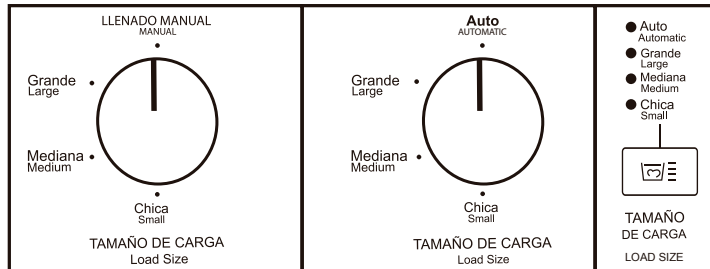 LLENADO MANUAL
MANUAL
Grande
Large
Mediana
Medium
Chica
Small
TAMAÑO DE CARGA
Load Size
Auto
AUTOMATIC
Grande
Large
Mediana
Medium
Chica
Small
TAMAÑO DE CARGA
Load Size
Auto
Automatic
Grande
Large
Mediana
Medium
Chica
Small
TAMAÑO
DE CARGA
LOAD SIZE